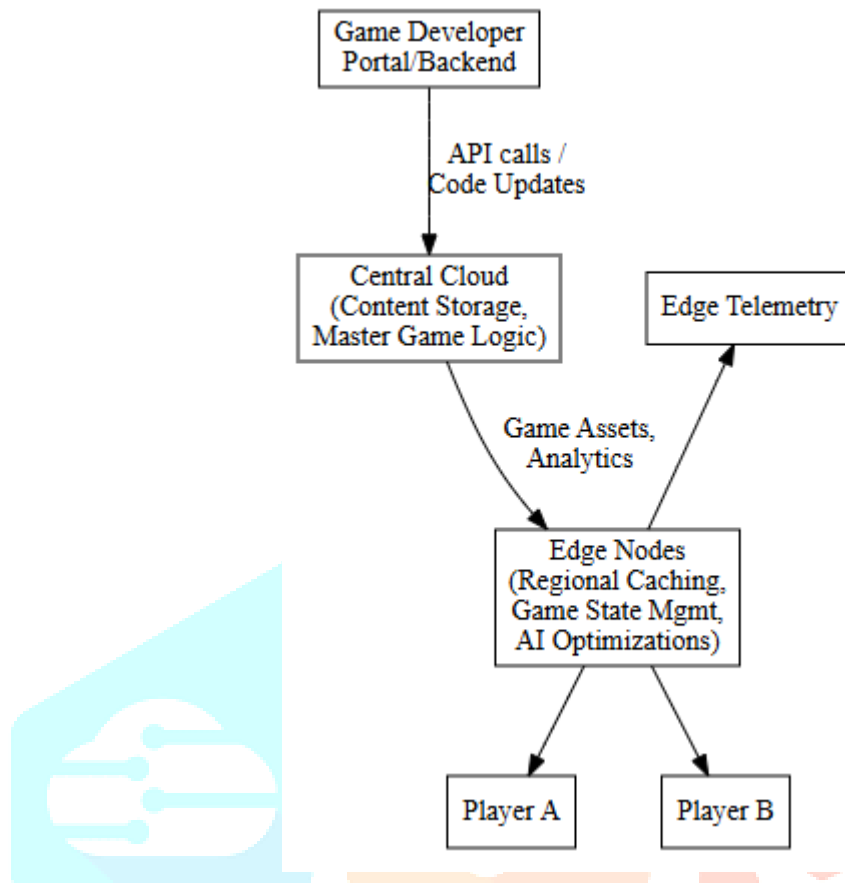 Game Developer
Portal/Backend
API calls /
Code Updates
Central Cloud
(Content Storage,
Master Game Logic)
Edge Telemetry
Game Assets,
Analytics
Edge Nodes
(Regional Caching,
Game State Mgmt,
AI Optimizations)
Player A
Player B